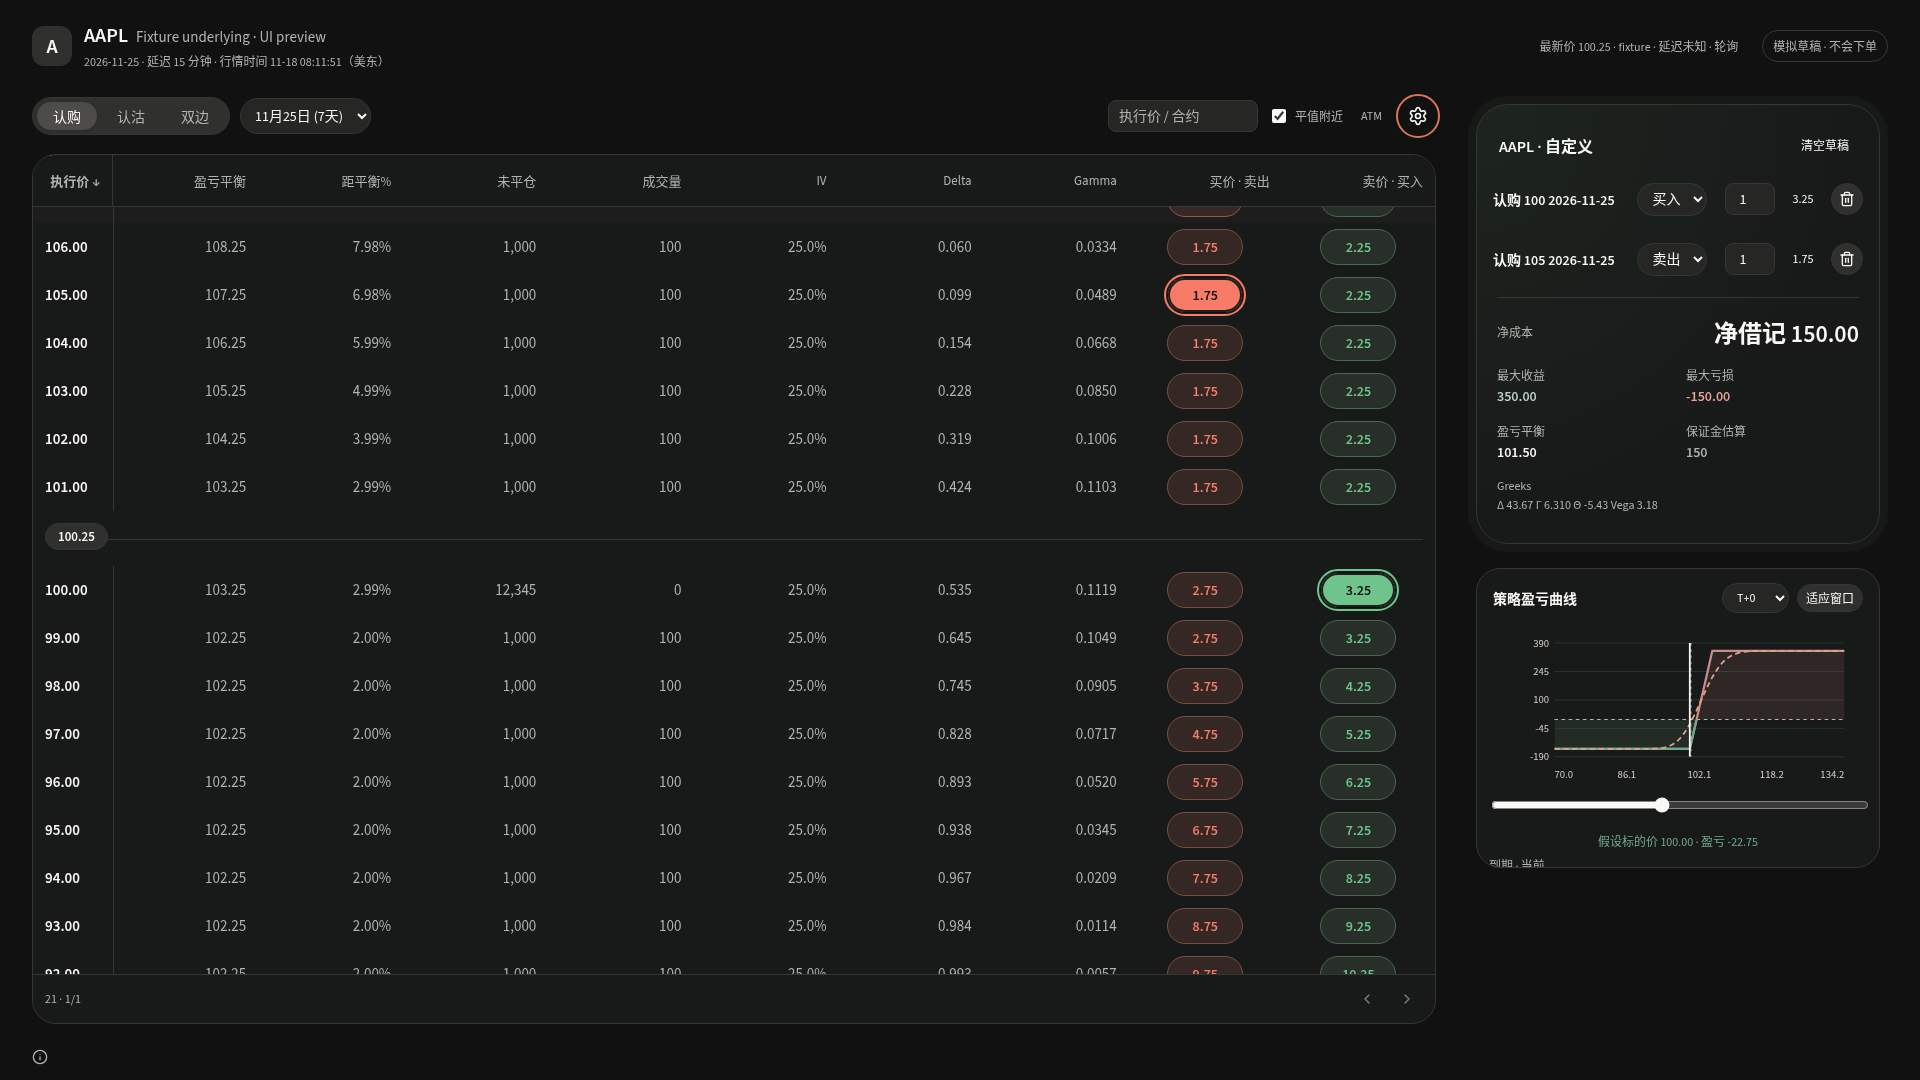 A
AAPL Fixture underlying · UI preview
2026-11-25 · 延迟 15 分钟 · 行情时间 11-18 08:11:51（美东）
最新价 100.25 · fixture · 延迟未知 · 轮询
模拟草稿 · 不会下单
认购 认沽 双边 11月25日 (7天)
执行价 / 合约 平值附近 ATM
执行价 ↓ 盈亏平衡 距平衡% 未平仓 成交量 IV Delta Gamma 买价 · 卖出 卖价 · 买入
106.00 108.25 7.98% 1,000 100 25.0% 0.060 0.0334 1.75 2.25
105.00 107.25 6.98% 1,000 100 25.0% 0.099 0.0489 1.75 2.25
104.00 106.25 5.99% 1,000 100 25.0% 0.154 0.0668 1.75 2.25
103.00 105.25 4.99% 1,000 100 25.0% 0.228 0.0850 1.75 2.25
102.00 104.25 3.99% 1,000 100 25.0% 0.319 0.1006 1.75 2.25
101.00 103.25 2.99% 1,000 100 25.0% 0.424 0.1103 1.75 2.25
100.25
100.00 103.25 2.99% 12,345 0 25.0% 0.535 0.1119 2.75 3.25
99.00 102.25 2.00% 1,000 100 25.0% 0.645 0.1049 2.75 3.25
98.00 102.25 2.00% 1,000 100 25.0% 0.745 0.0905 3.75 4.25
97.00 102.25 2.00% 1,000 100 25.0% 0.828 0.0717 4.75 5.25
96.00 102.25 2.00% 1,000 100 25.0% 0.893 0.0520 5.75 6.25
95.00 102.25 2.00% 1,000 100 25.0% 0.938 0.0345 6.75 7.25
94.00 102.25 2.00% 1,000 100 25.0% 0.967 0.0209 7.75 8.25
93.00 102.25 2.00% 1,000 100 25.0% 0.984 0.0114 8.75 9.25
92.00 102.25 2.00% 1,000 100 25.0% 0.993 0.0057 9.75 10.25
21 · 1/1
AAPL · 自定义 清空草稿
认购 100 2026-11-25 买入 1 3.25
认购 105 2026-11-25 卖出 1 1.75
净成本 净借记 150.00
最大收益 最大亏损
350.00 -150.00
盈亏平衡 保证金估算
101.50 150
Greeks
Δ 43.67 Γ 6.310 Θ -5.43 Vega 3.18
策略盈亏曲线 T+0 适应窗口
390
245
100
-45
-190
70.0 86.1 102.1 118.2 134.2
假设标的价 100.00 · 盈亏 -22.75
到期 · 当前